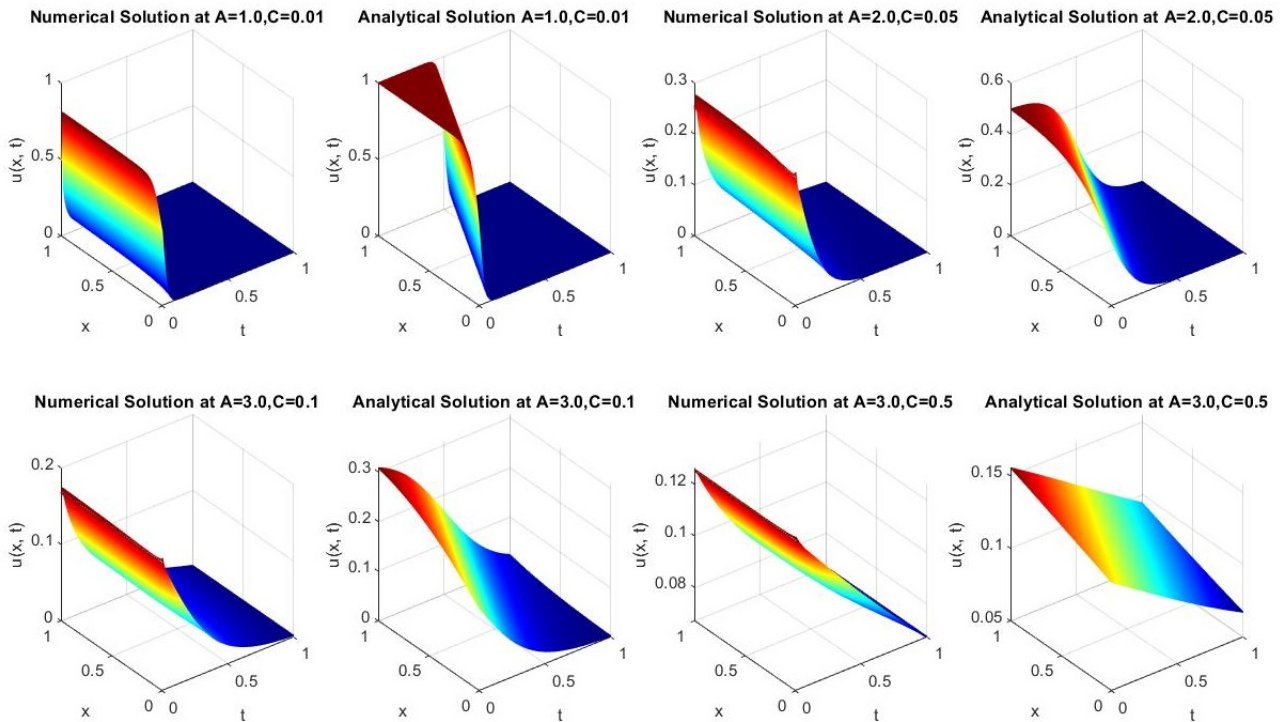 Numerical Solution at A=1.0,C=0.01
Analytical Solution A=1.0,C=0.01
Numerical Solution at A=2.0,C=0.05
Analytical Solution at A=2.0,C=0.05
1
0.5
0
u(x, t)
1
0.5
0
x
0
0.5
1
t
1
0.5
0
u(x, t)
1
0.5
0
x
0
0.5
1
t
0.3
0.2
0.1
0
u(x, t)
1
0.5
0
x
0
0.5
1
t
0.6
0.4
0.2
0
u(x, t)
1
0.5
0
x
0
0.5
1
t
Numerical Solution at A=3.0,C=0.1
Analytical Solution at A=3.0,C=0.1
Numerical Solution at A=3.0,C=0.5
Analytical Solution at A=3.0,C=0.5
0.2
0.1
0
u(x, t)
1
0.5
0
x
0
0.5
1
t
0.3
0.2
0.1
0
u(x, t)
1
0.5
0
x
0
0.5
1
t
0.12
0.1
0.08
u(x, t)
1
0.5
0
x
0
0.5
1
t
0.15
0.1
0.05
u(x, t)
1
0.5
0
x
0
0.5
1
t